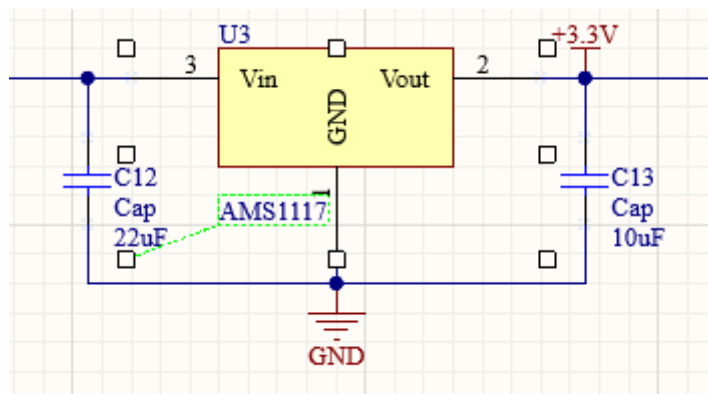 U3
+3.3V
3
Vin
Vout
2
GND
1
C12
Cap
22uF
AMS1117
C13
Cap
10uF
GND